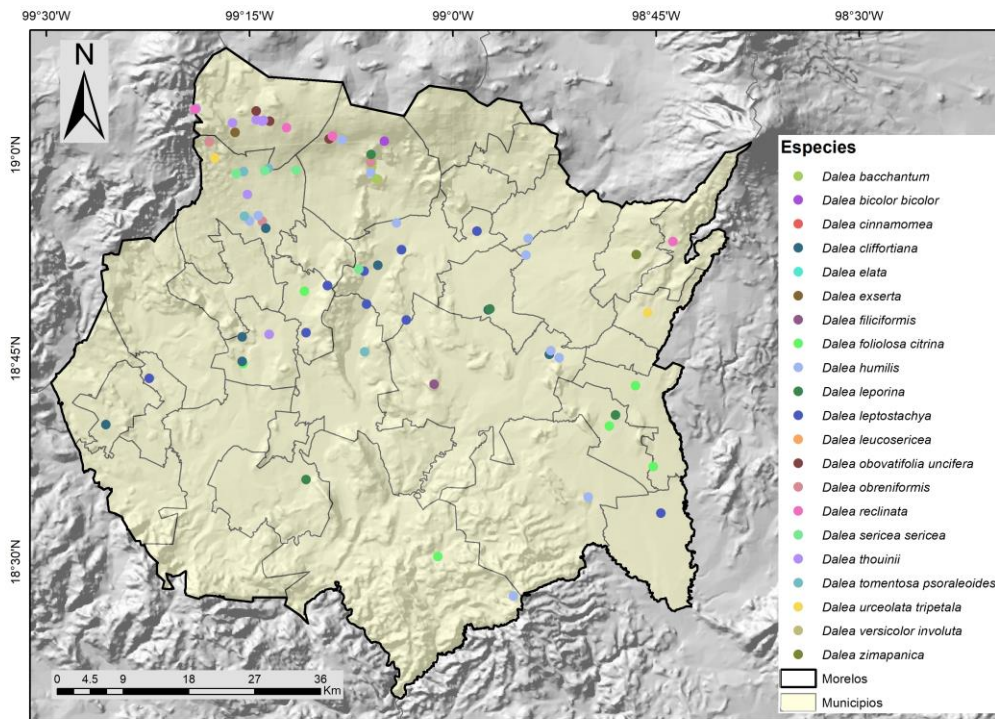 99°30'W 99°15'W 99°0'W 98°45'W 98°30'W
N
19°0'N
18°45'N
18°30'N
Especies
Dalea bacchantum
Dalea bicolor bicolor
Dalea cinnamomea
Dalea cliffortiana
Dalea elata
Dalea exserta
Dalea filiciformis
Dalea foliolosa citrina
Dalea humilis
Dalea leporina
Dalea leptostachya
Dalea leucosericea
Dalea obovatifolia uncifera
Dalea obreniformis
Dalea reclinata
Dalea sericea sericea
Dalea thouinii
Dalea tomentosa psoraleoides
Dalea urceolata tripetala
Dalea versicolor involuta
Dalea zimapanica
Morelos
Municipios
0 4.5 9 18 27 36
Km